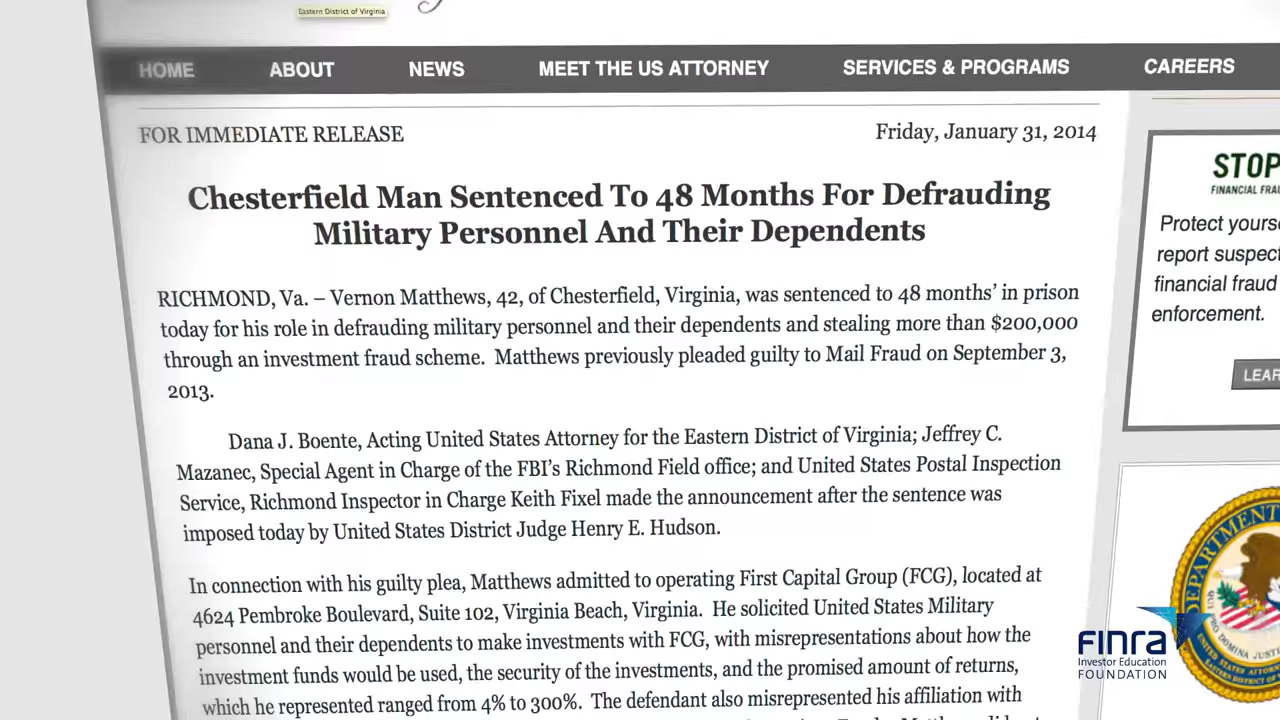 Eastern District of Virginia
HOME ABOUT NEWS MEET THE US ATTORNEY SERVICES & PROGRAMS CAREERS
FOR IMMEDIATE RELEASE
Friday, January 31, 2014
Chesterfield Man Sentenced To 48 Months For Defrauding
Military Personnel And Their Dependents
RICHMOND, Va. – Vernon Matthews, 42, of Chesterfield, Virginia, was sentenced to 48 months’ in prison
today for his role in defrauding military personnel and their dependents and stealing more than $200,000
through an investment fraud scheme. Matthews previously pleaded guilty to Mail Fraud on September 3,
2013.
Dana J. Boente, Acting United States Attorney for the Eastern District of Virginia; Jeffrey C.
Mazanec, Special Agent in Charge of the FBI’s Richmond Field office; and United States Postal Inspection
Service, Richmond Inspector in Charge Keith Fixel made the announcement after the sentence was
imposed today by United States District Judge Henry E. Hudson.
In connection with his guilty plea, Matthews admitted to operating First Capital Group (FCG), located at
4624 Pembroke Boulevard, Suite 102, Virginia Beach, Virginia. He solicited United States Military
personnel and their dependents to make investments with FCG, with misrepresentations about how the
investment funds would be used, the security of the investments, and the promised amount of returns,
which he represented ranged from 4% to 300%. The defendant also misrepresented his affiliation with
STOP
FINANCIAL FRAU
Protect yourse
report suspect
financial fraud
enforcement.
LEAR
finra
Investor Education
FOUNDATION